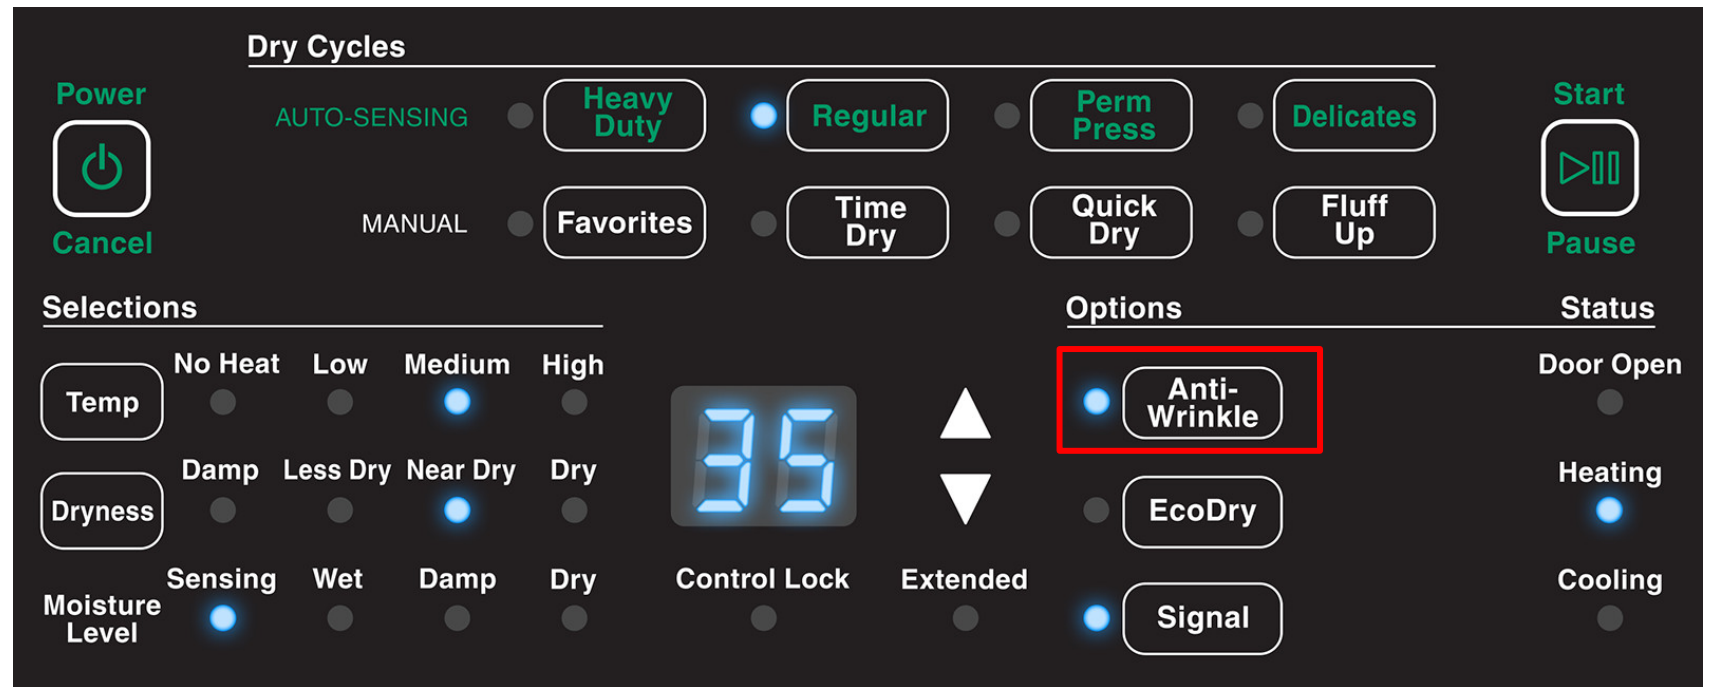 Dry Cycles
Power
Cancel
AUTO-SENSING
Heavy
Duty
Regular
Perm
Press
Delicates
Start
Pause
MANUAL
Favorites
Time
Dry
Quick
Dry
Fluff
Up
Selections
Temp
No Heat Low Medium High
Dryness
Damp Less Dry Near Dry Dry
Moisture
Level
Sensing Wet Damp Dry
35
Control Lock Extended
Options
Anti-
Wrinkle
EcoDry
Signal
Status
Door Open
Heating
Cooling